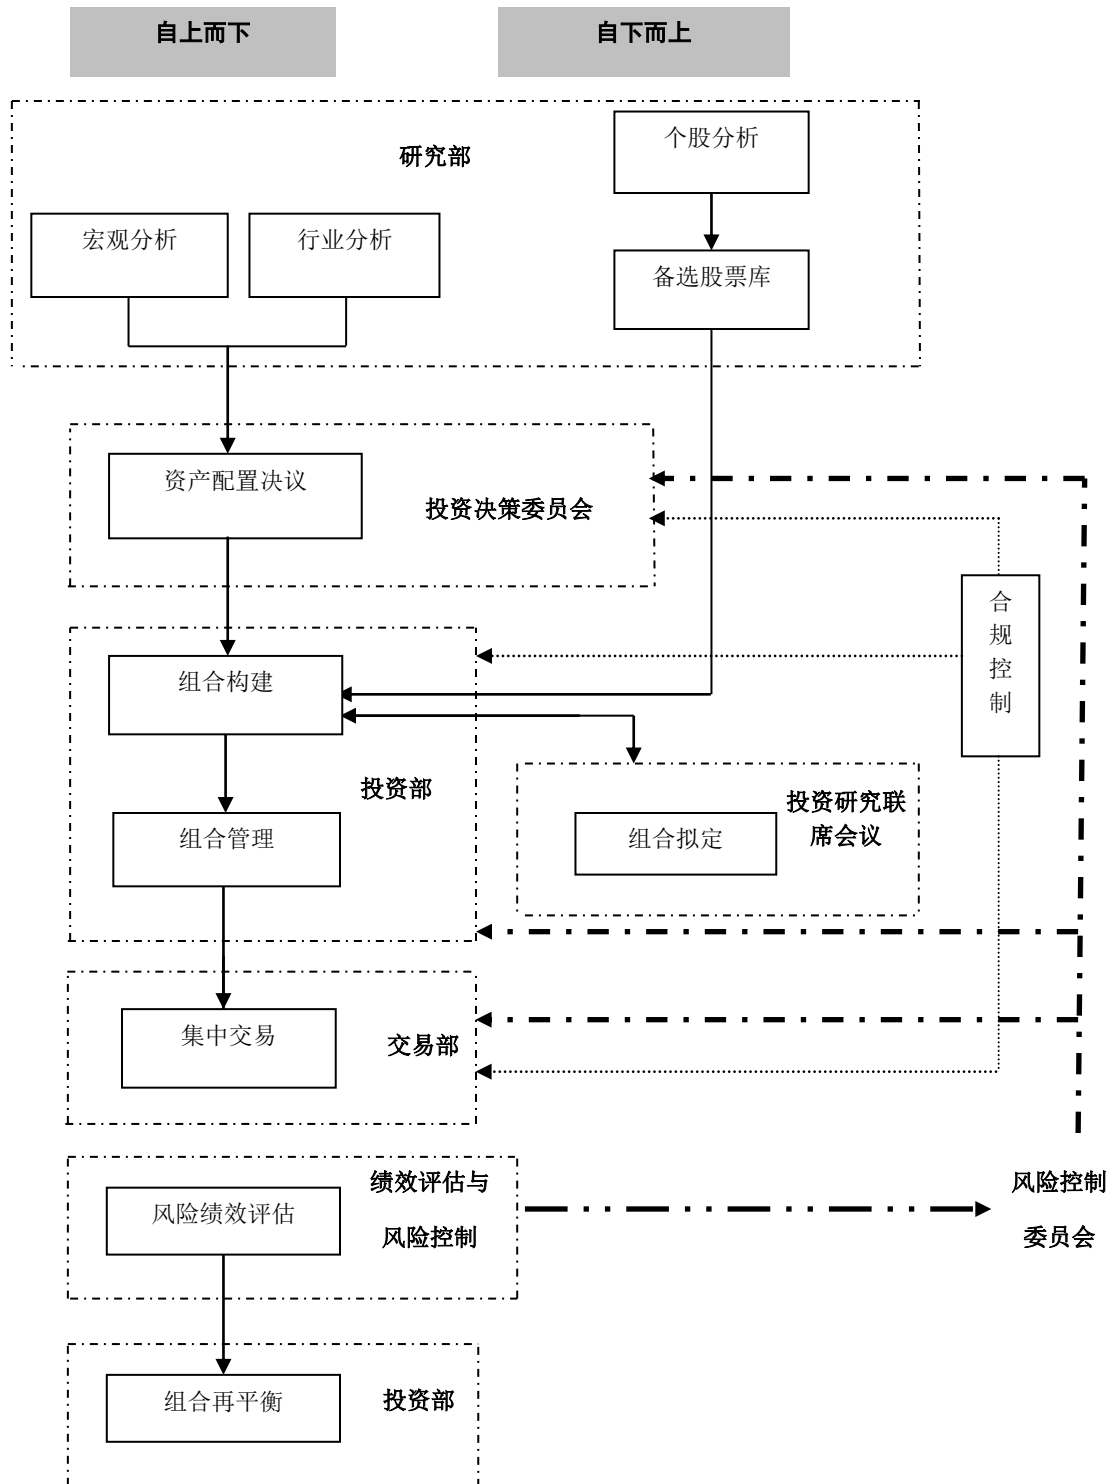 自上而下
自下而上
个股分析
研究部
宏观分析
行业分析
备选股票库
资产配置决议
投资决策委员会
合
规
控
制
组合构建
投资部
投资研究联
席会议
组合管理
组合拟定
集中交易
交易部
绩效评估与
风险控制
风险绩效评估
风险控制
委员会
组合再平衡
投资部